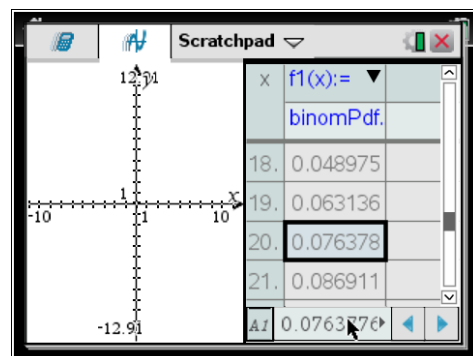 Scratchpad
12.91 y
1 x
-10 1 10
-12.91
x f1(x):= ▼
binomPdf.
18. 0.048975
19. 0.063136
20. 0.076378
21. 0.086911
A1 0.0763776